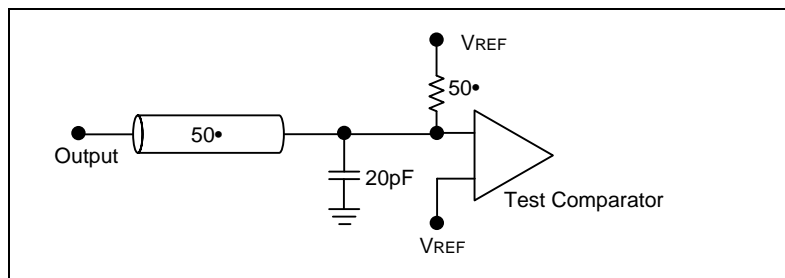 VREF
50•
50•
Output
20pF
Test Comparator
VREF